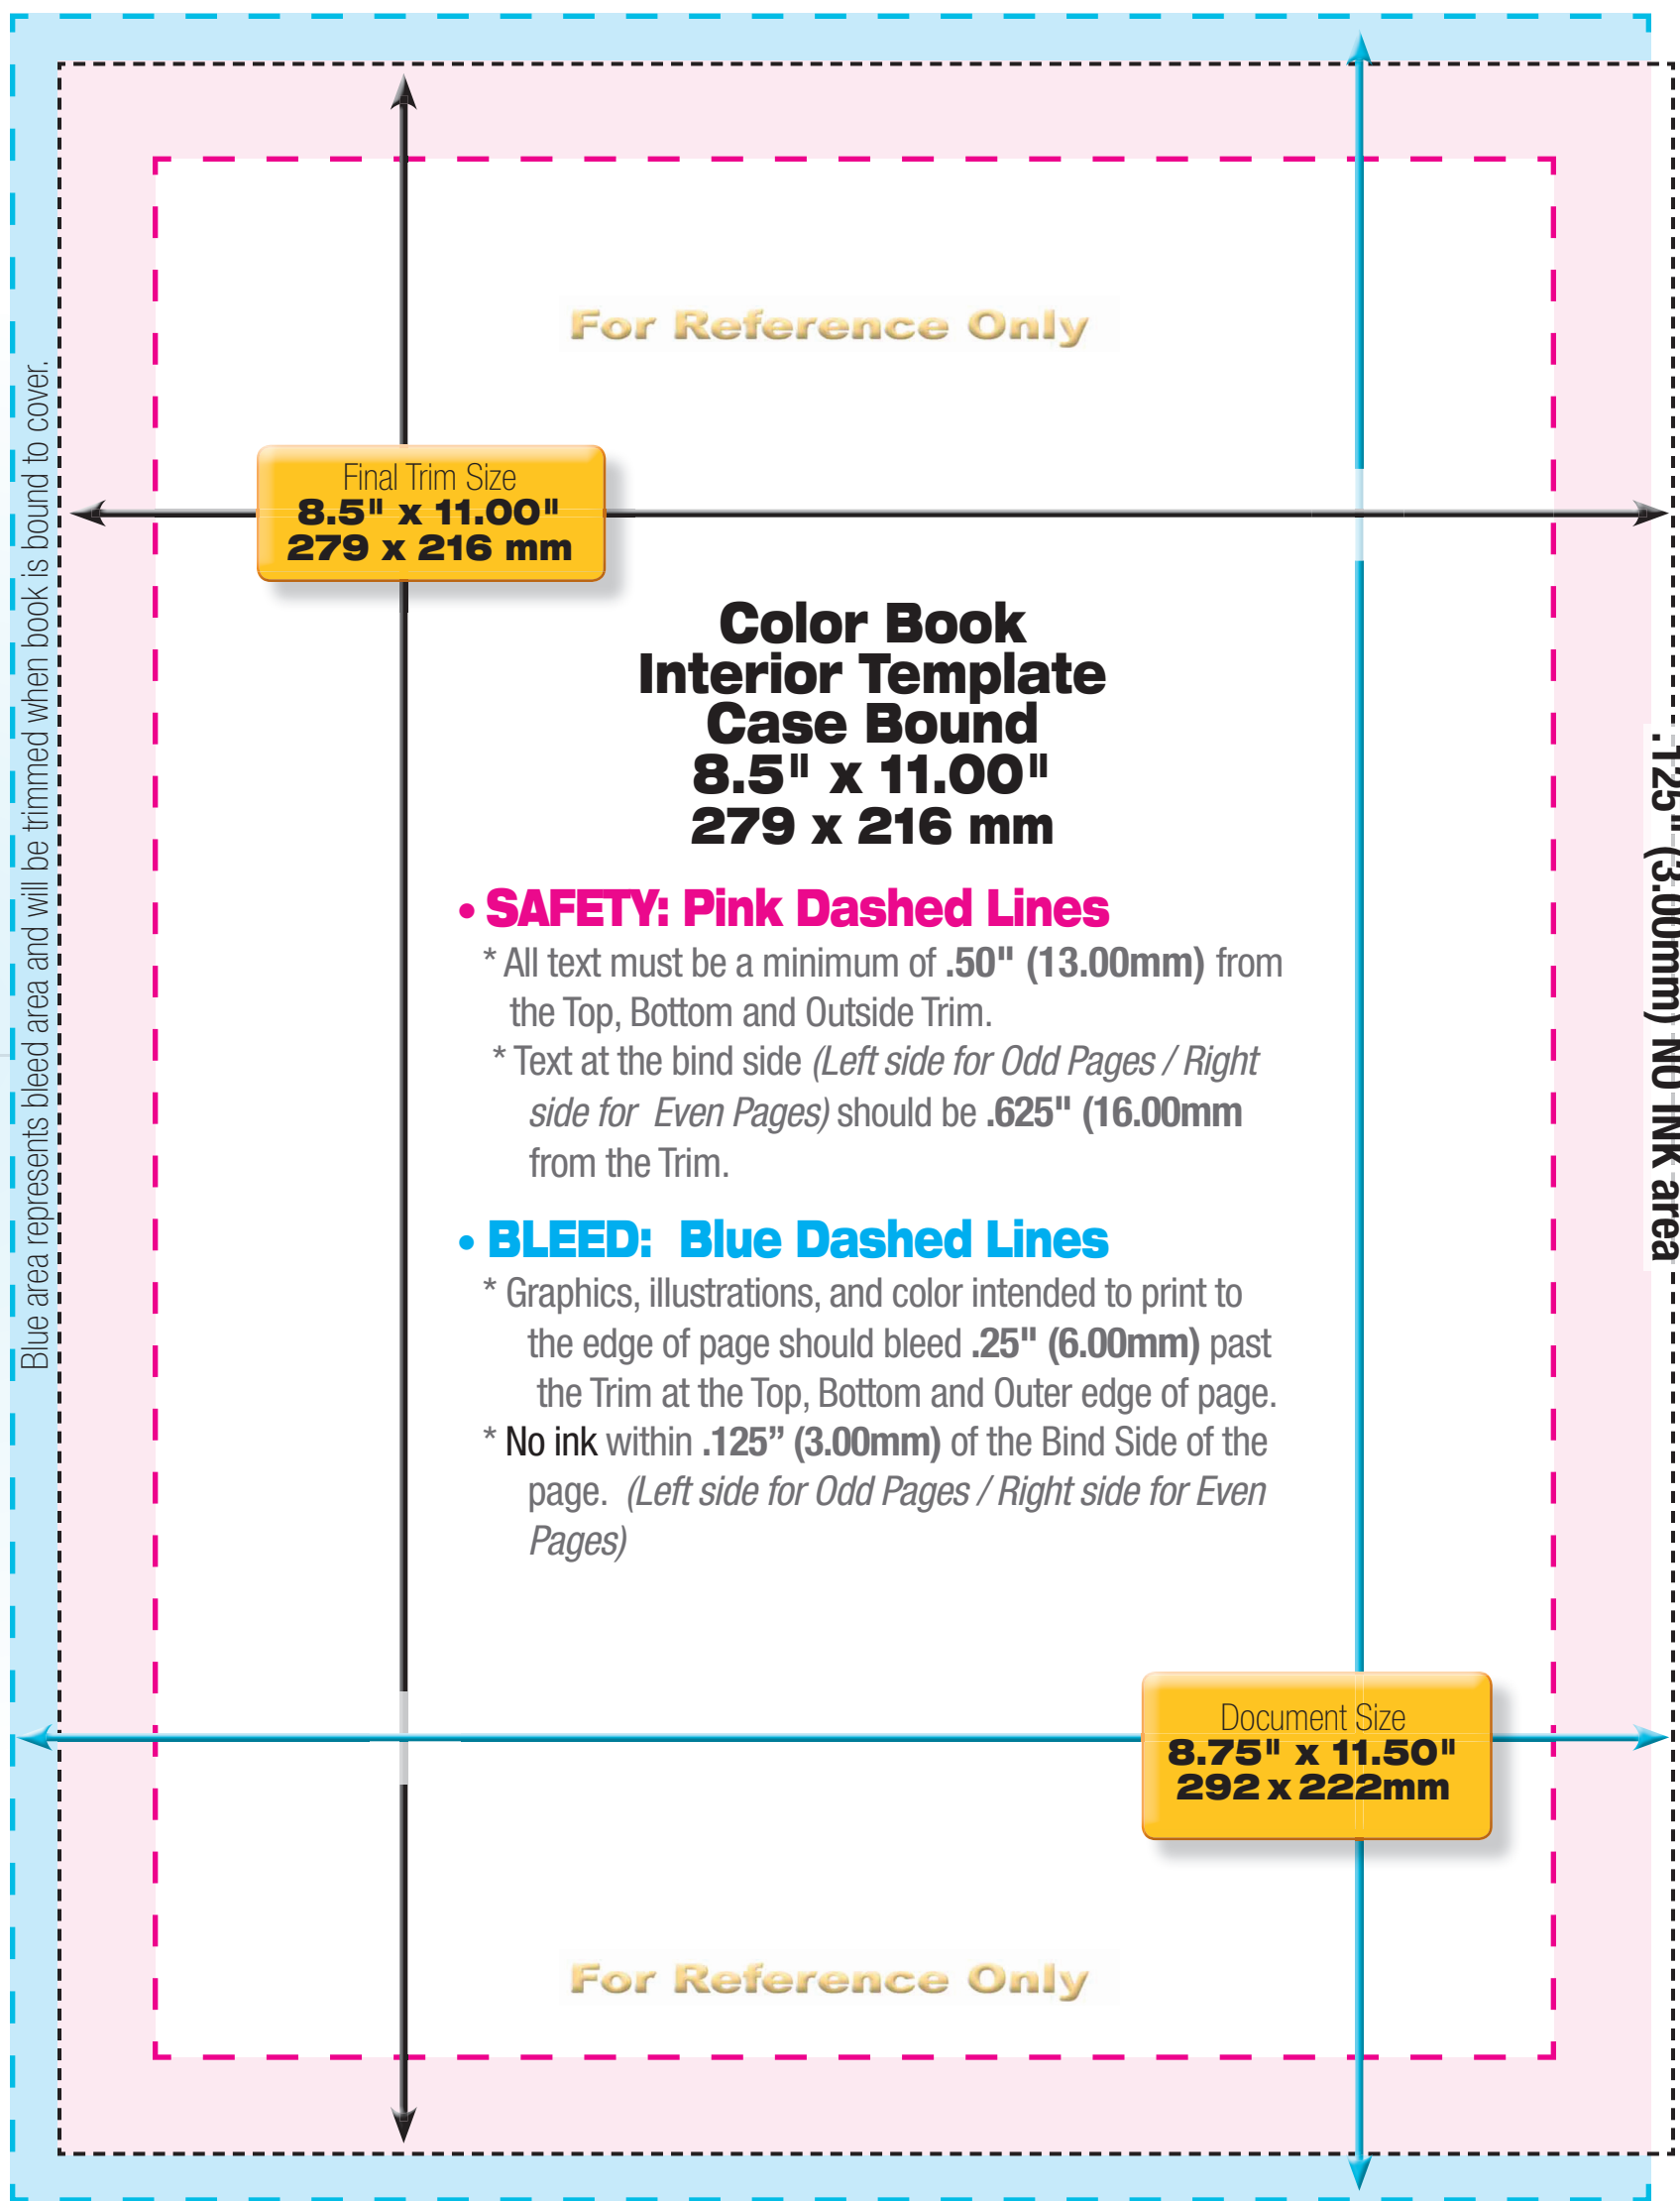 For Reference Only
Final Trim Size
8.5" x 11.00"
279 x 216 mm
Color Book
Interior Template
Case Bound
8.5" x 11.00"
279 x 216 mm
• SAFETY: Pink Dashed Lines
* All text must be a minimum of .50" (13.00mm) from
the Top, Bottom and Outside Trim.
* Text at the bind side (Left side for Odd Pages / Right
side for Even Pages) should be .625" (16.00mm
from the Trim.
• BLEED: Blue Dashed Lines
* Graphics, illustrations, and color intended to print to
the edge of page should bleed .25" (6.00mm) past
the Trim at the Top, Bottom and Outer edge of page.
* No ink within .125” (3.00mm) of the Bind Side of the
page. (Left side for Odd Pages / Right side for Even
Pages)
Document Size
8.75" x 11.50"
292 x 222mm
For Reference Only
Blue area represents bleed area and will be trimmed when book is bound to cover.
.125" (3.00mm) NO INK area